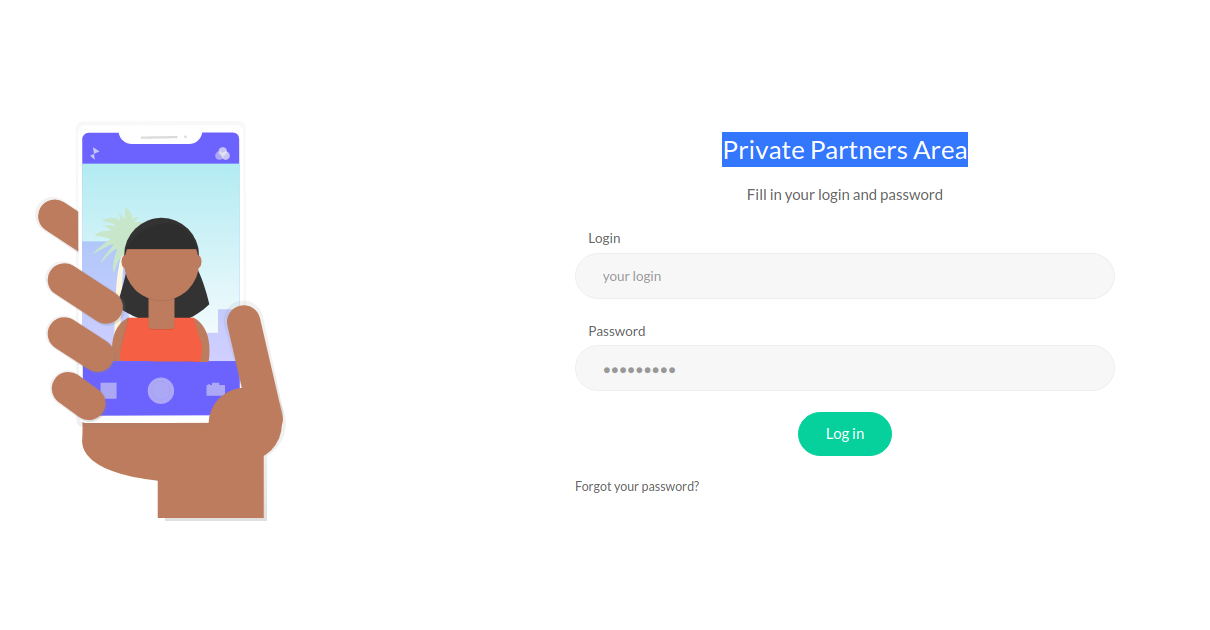 Private Partners Area
Fill in your login and password
Login
your login
Password
•••••••••
Log in
Forgot your password?